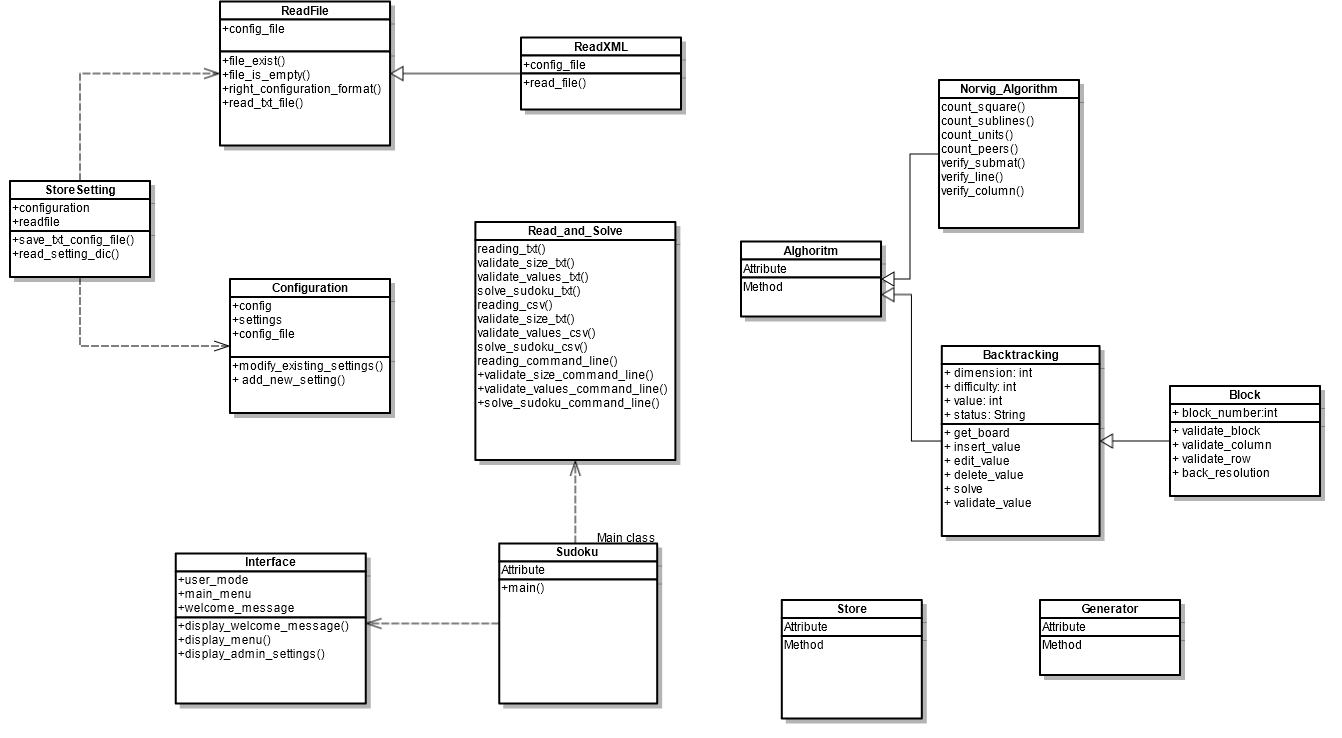 ReadFile
+config_file
+file_exist()
+file_is_empty()
+right_configuration_format()
+read_txt_file()
ReadXML
+config_file
+read_file()
Norvig_Algorithm
count_square()
count_sublines()
count_units()
count_peers()
verify_submat()
verify_line()
verify_column()
StoreSetting
+configuration
+readfile
+save_txt_config_file()
+read_setting_dic()
Read_and_Solve
reading_txt()
validate_size_txt()
validate_values_txt()
solve_sudoku_txt()
reading_csv()
validate_size_txt()
validate_values_csv()
solve_sudoku_csv()
reading_command_line()
+validate_size_command_line()
+validate_values_command_line()
+solve_sudoku_command_line()
Alghoritm
Attribute
Method
Configuration
+config
+settings
+config_file
+modify_existing_settings()
+ add_new_setting()
Backtracking
+ dimension: int
+ difficulty: int
+ value: int
+ status: String
+ get_board
+ insert_value
+ edit_value
+ delete_value
+ solve
+ validate_value
Block
+ block_number:int
+ validate_block
+ validate_column
+ validate_row
+ back_resolution
Main class
Sudoku
Attribute
+main()
Interface
+user_mode
+main_menu
+welcome_message
+display_welcome_message()
+display_menu()
+display_admin_settings()
Store
Attribute
Method
Generator
Attribute
Method